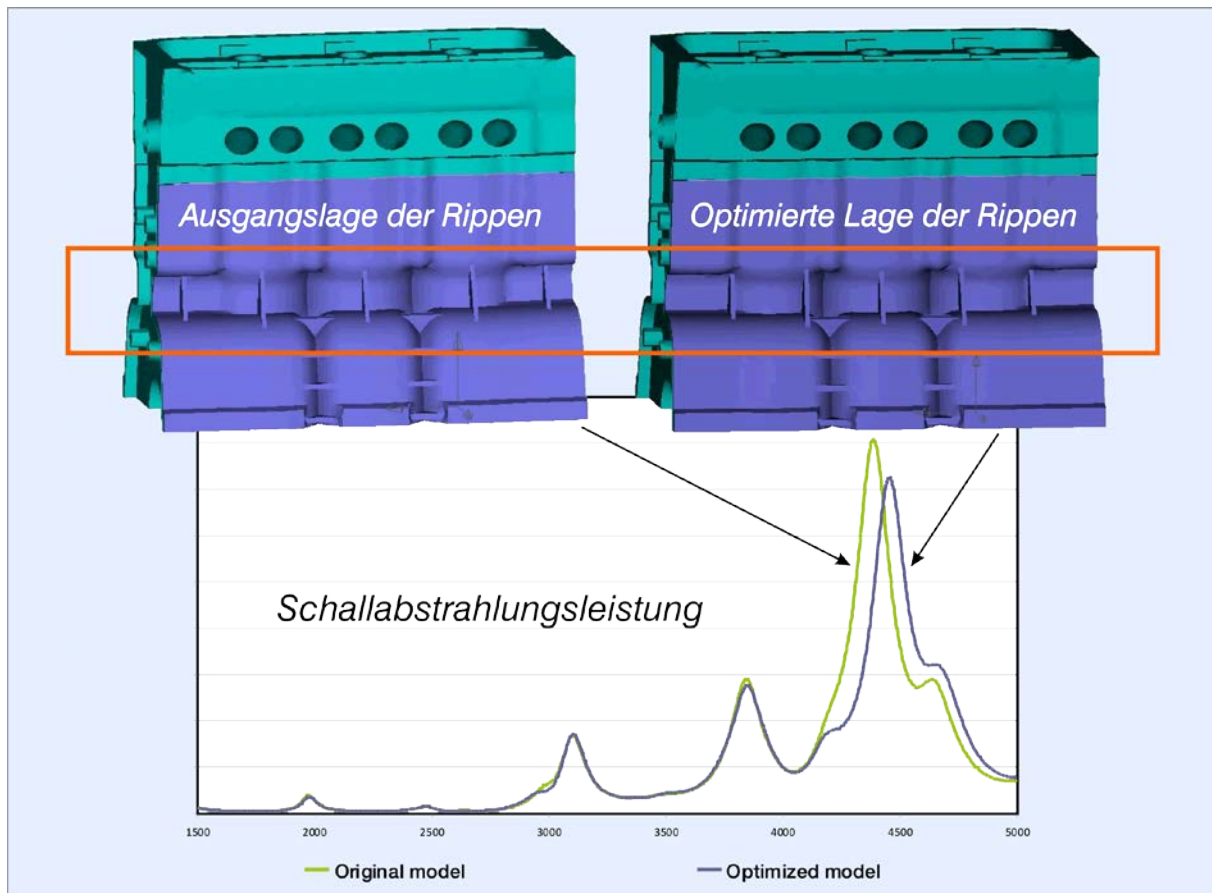 Ausgangslage der Rippen
Optimierte Lage der Rippen
Schallabstrahlungsleistung
1500 2000 2500 3000 3500 4000 4500 5000
Original model
Optimized model